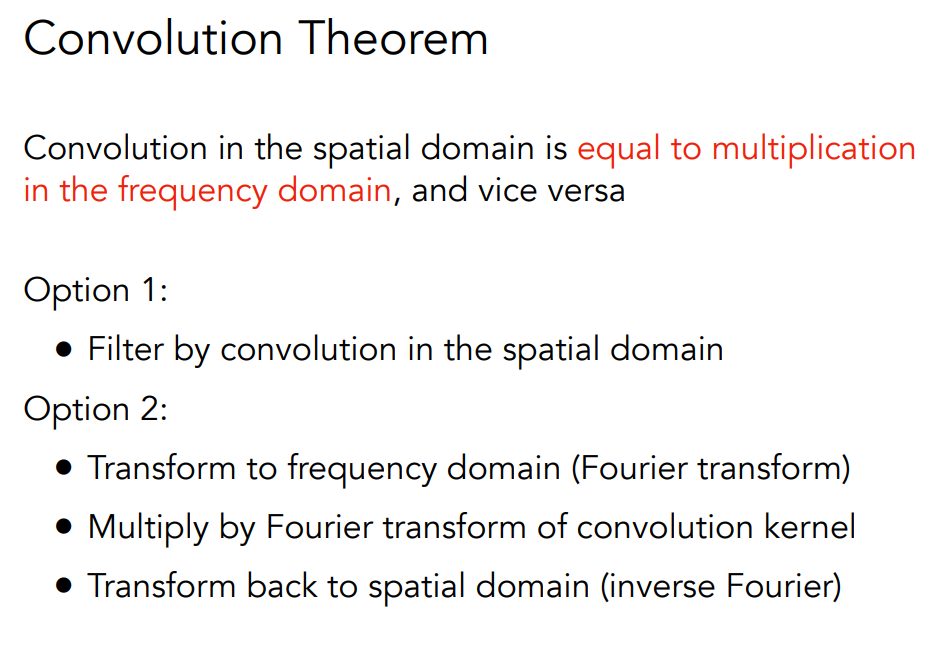 Convolution Theorem
Convolution in the spatial domain is equal to multiplication
in the frequency domain, and vice versa
Option 1:
● Filter by convolution in the spatial domain
Option 2:
● Transform to frequency domain (Fourier transform)
● Multiply by Fourier transform of convolution kernel
● Transform back to spatial domain (inverse Fourier)